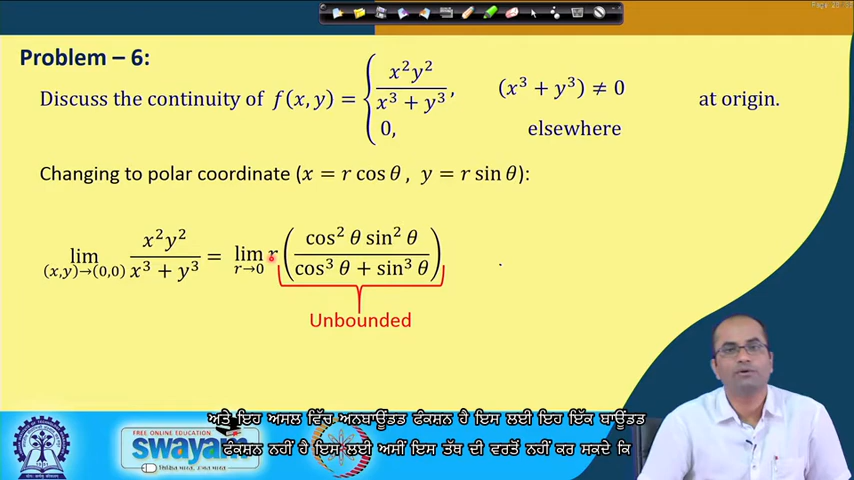 Problem – 6:
Discuss the continuity of f(x, y) = { x²y² / x³ + y³, (x³ + y³) ≠ 0 at origin.
0, elsewhere
Changing to polar coordinate (x = r cos θ , y = r sin θ):
lim (x,y)→(0,0) x²y² / x³ + y³ = lim r→0 r ( cos² θ sin² θ / cos³ θ + sin³ θ )
Unbounded
ਅਤੇ ਇਹ ਅਸਲ ਵਿੱਚ ਅਨਬਾਊਂਡਡ ਫੰਕਸ਼ਨ ਹੈ ਇਸ ਲਈ ਇਹ ਇੱਕ ਬਾਊਂਡਡ
ਫੰਕਸ਼ਨ ਨਹੀਂ ਹੈ ਇਸ ਲਈ ਅਸੀਂ ਇਸ ਤੱਥ ਦੀ ਵਰਤੋਂ ਨਹੀਂ ਕਰ ਸਕਦੇ ਕਿ
FREE ONLINE EDUCATION
swayam